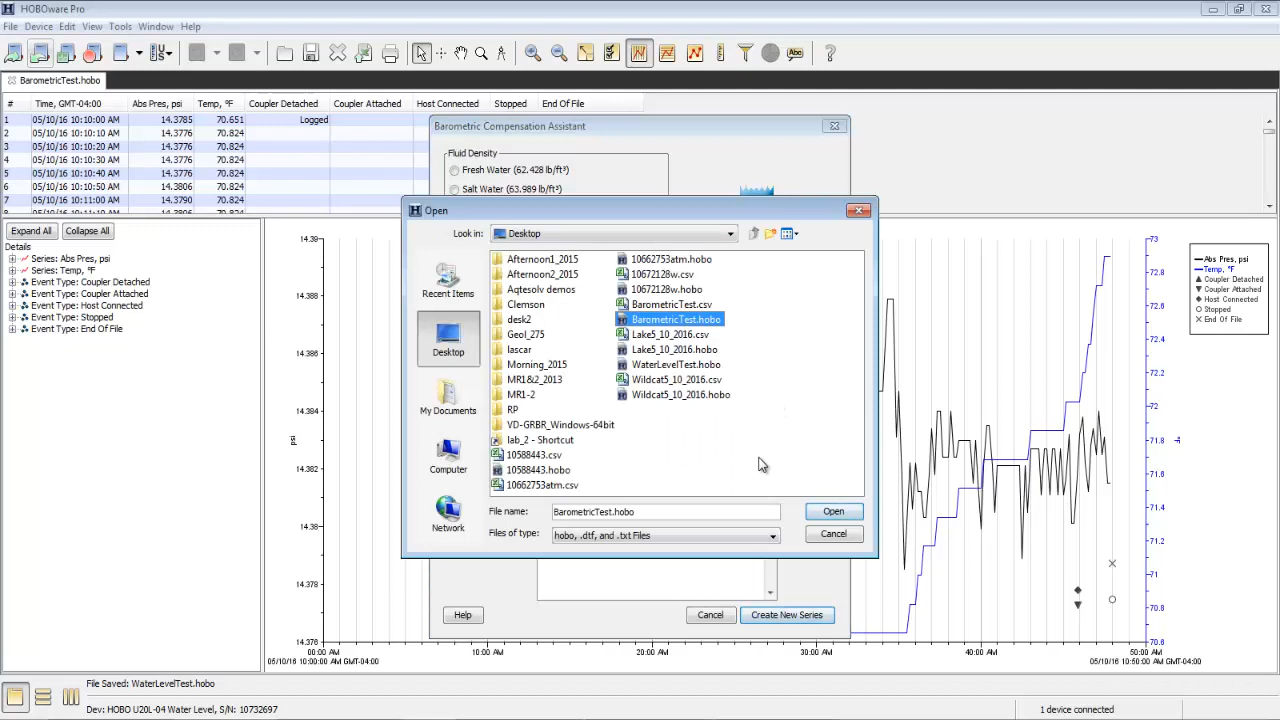 HOBOware Pro
File Device Edit View Tools Window Help
BarometricTest.hobo
# Time, GMT-04:00 Abs Pres, psi Temp, °F Coupler Detached Coupler Attached Host Connected Stopped End Of File
1 05/10/16 10:10:00 AM 14.3785 70.651 Logged
2 05/10/16 10:10:10 AM 14.3776 70.824
3 05/10/16 10:10:20 AM 14.3776 70.824
4 05/10/16 10:10:30 AM 14.3776 70.824
5 05/10/16 10:10:40 AM 14.3776 70.824
6 05/10/16 10:10:50 AM 14.3806 70.824
7 05/10/16 10:11:00 AM 14.3790 70.824
Barometric Compensation Assistant
Fluid Density
Fresh Water (62.428 lb/ft³)
Salt Water (63.989 lb/ft³)
Expand All Collapse All
Details
Series: Abs Pres, psi
Series: Temp, °F
Event Type: Coupler Detached
Event Type: Coupler Attached
Event Type: Host Connected
Event Type: Stopped
Event Type: End Of File
Open
Look in: Desktop
Recent Items
Desktop
My Documents
Computer
Network
Afternoon1_2015
Afternoon2_2015
Aqtesolv demos
Clemson
desk2
Geol_275
lascar
Morning_2015
MR1&2_2013
MR1-2
RP
VD-GRBR_Windows-64bit
lab_2 - Shortcut
10588443.csv
10588443.hobo
10662753atm.csv
10662753atm.hobo
10672128w.csv
10672128w.hobo
BarometricTest.csv
BarometricTest.hobo
Lake5_10_2016.csv
Lake5_10_2016.hobo
WaterLevelTest.hobo
Wildcat5_10_2016.csv
Wildcat5_10_2016.hobo
File name: BarometricTest.hobo Open
Files of type: hobo, .dtf, and .txt Files Cancel
Help Cancel Create New Series
14.39
14.388
14.386
14.384
14.382
14.38
14.378
14.376
psi
73
72.8
72.6
72.4
72.2
72
71.8
71.6
71.4
71.2
71
70.8
70.6
°F
Abs Pres, psi
Temp, °F
Coupler Detached
Coupler Attached
Host Connected
Stopped
End Of File
00:00 AM 10:00 AM 20:00 AM 30:00 AM 40:00 AM 50:00 AM
05/10/16 10:00:00 AM GMT-04:00 05/10/16 10:50:00 AM GMT-04:00
File Saved: WaterLevelTest.hobo
Dev: HOBO U20L-04 Water Level, S/N: 10732697 1 device connected